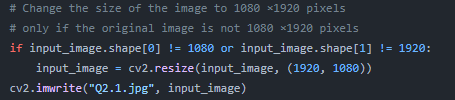 # Change the size of the image to 1080 ×1920 pixels
# only if the original image is not 1080 ×1920 pixels
if input_image.shape[0] != 1080 or input_image.shape[1] != 1920:
    input_image = cv2.resize(input_image, (1920, 1080))
cv2.imwrite("Q2.1.jpg", input_image)